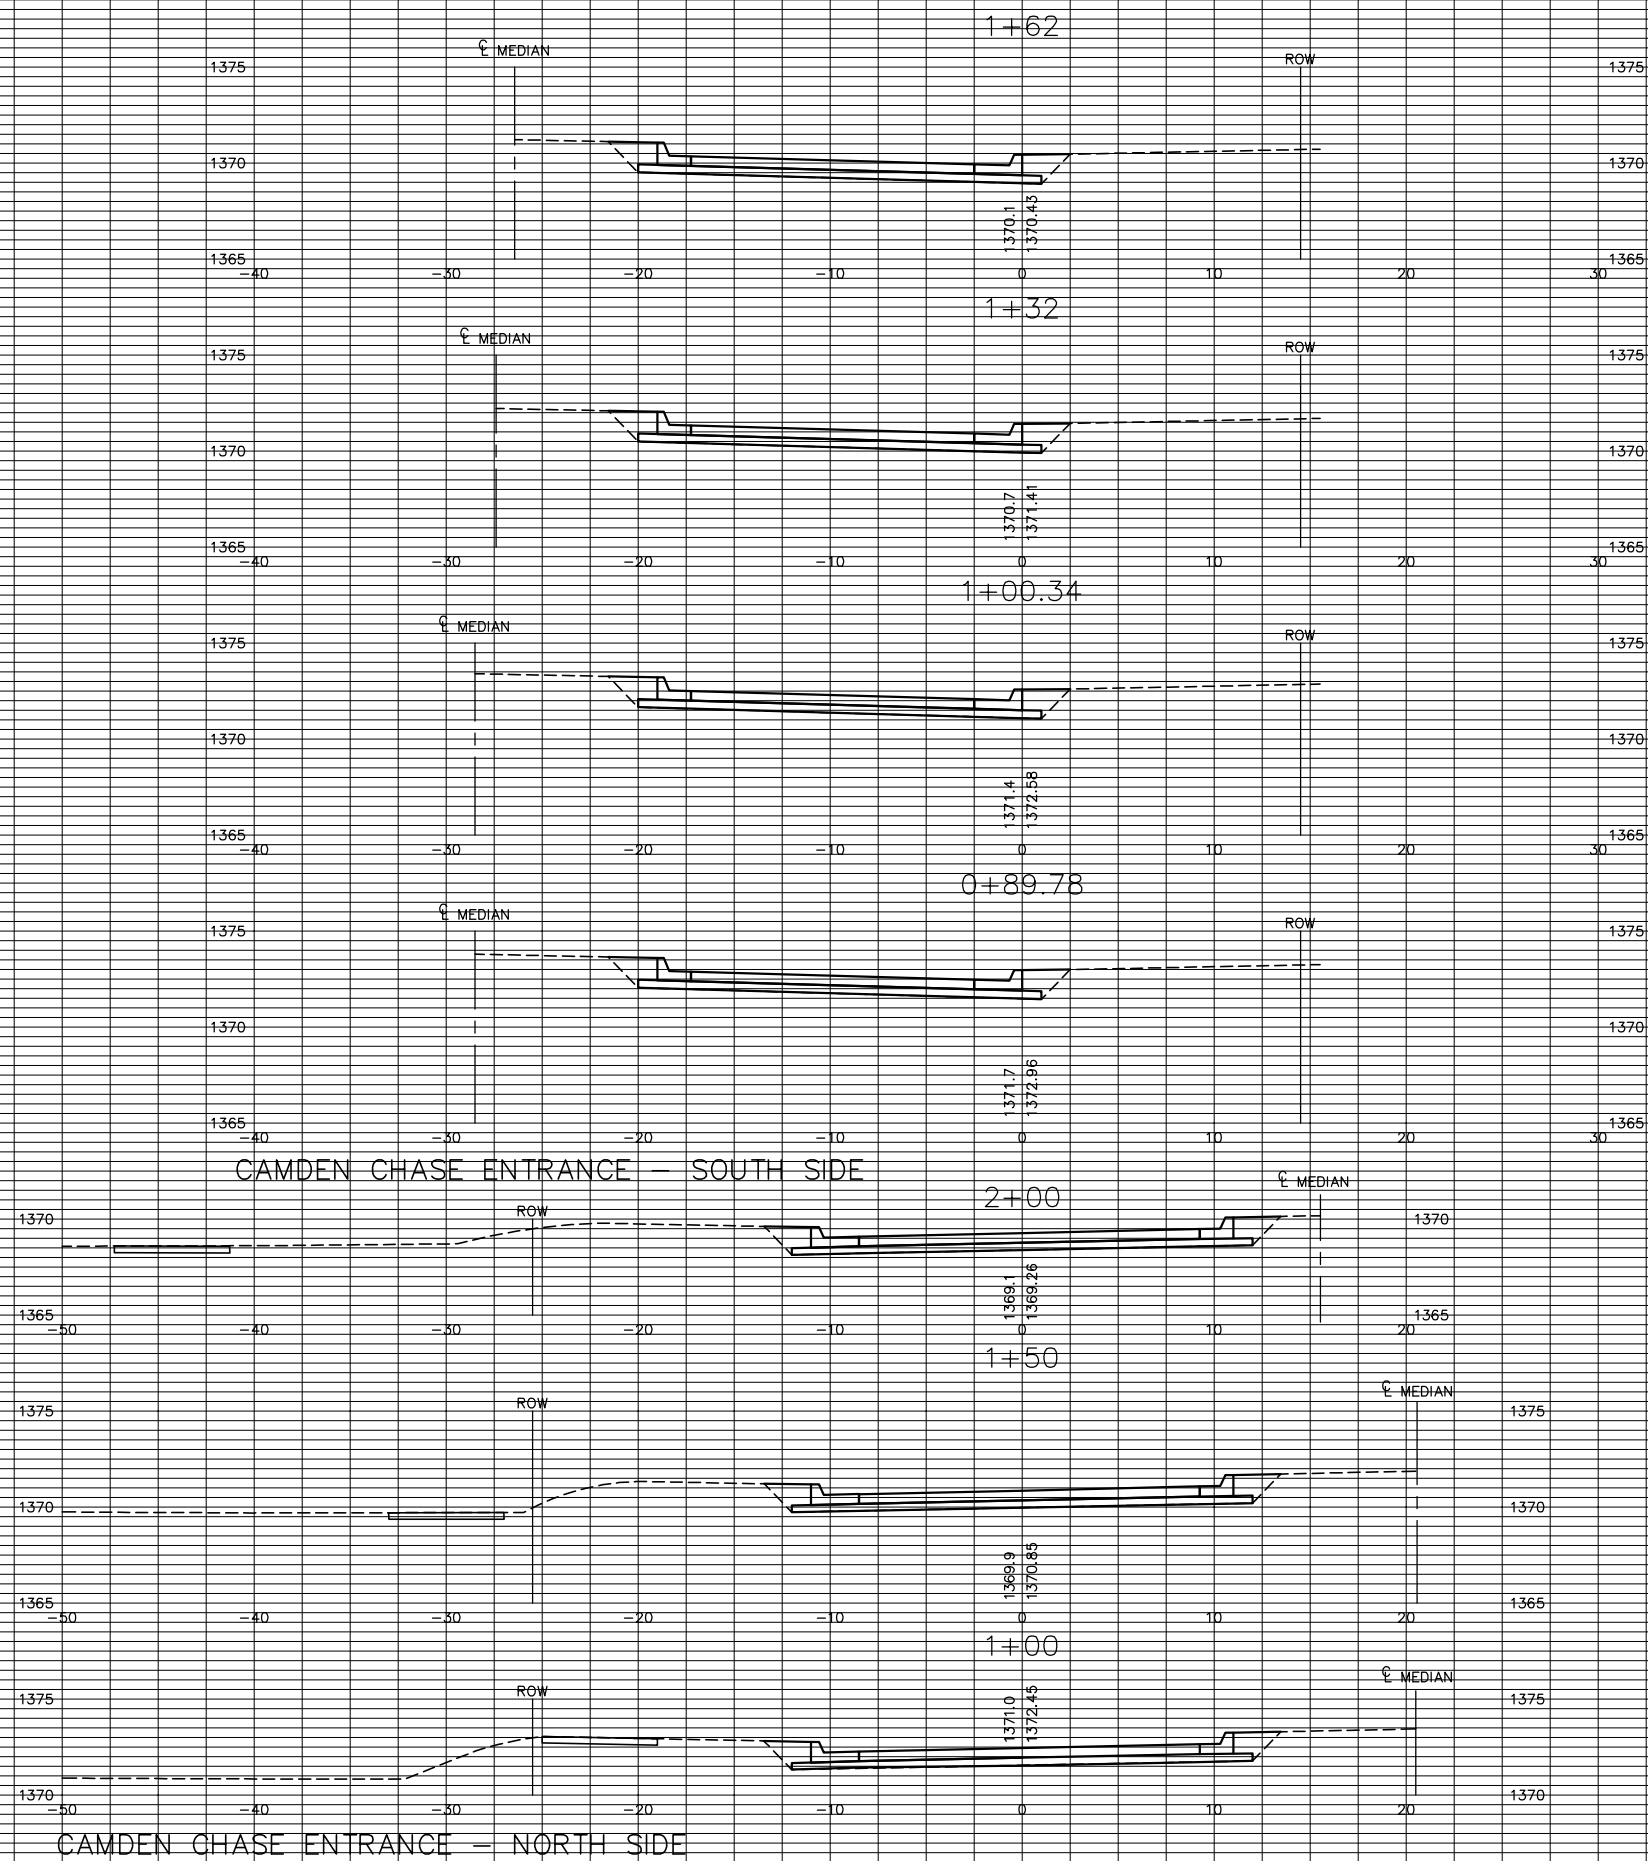 1+62
℄ MEDIAN
ROW
1375 1375
1370 1370
1370.1 1370.43
1365 1365
-40 -30 -20 -10 0 10 20 30
1+32
℄ MEDIAN
ROW
1375 1375
1370 1370
1370.7 1371.41
1365 1365
-40 -30 -20 -10 0 10 20 30
1+00.34
℄ MEDIAN
ROW
1375 1375
1370 1370
1371.4 1372.58
1365 1365
-40 -30 -20 -10 0 10 20 30
0+89.78
℄ MEDIAN
ROW
1375 1375
1370 1370
1371.7 1372.96
1365 1365
-40 -30 -20 -10 0 10 20 30
CAMDEN CHASE ENTRANCE - SOUTH SIDE
2+00
℄ MEDIAN
ROW
1370 1370
1369.1 1369.26
1365 1365
-50 -40 -30 -20 -10 0 10 20
1+50
℄ MEDIAN
ROW
1375 1375
1370 1370
1369.9 1370.85
1365 1365
-50 -40 -30 -20 -10 0 10 20
1+00
℄ MEDIAN
ROW
1375 1375
1371.0 1372.45
1370 1370
-50 -40 -30 -20 -10 0 10 20
CAMDEN CHASE ENTRANCE - NORTH SIDE